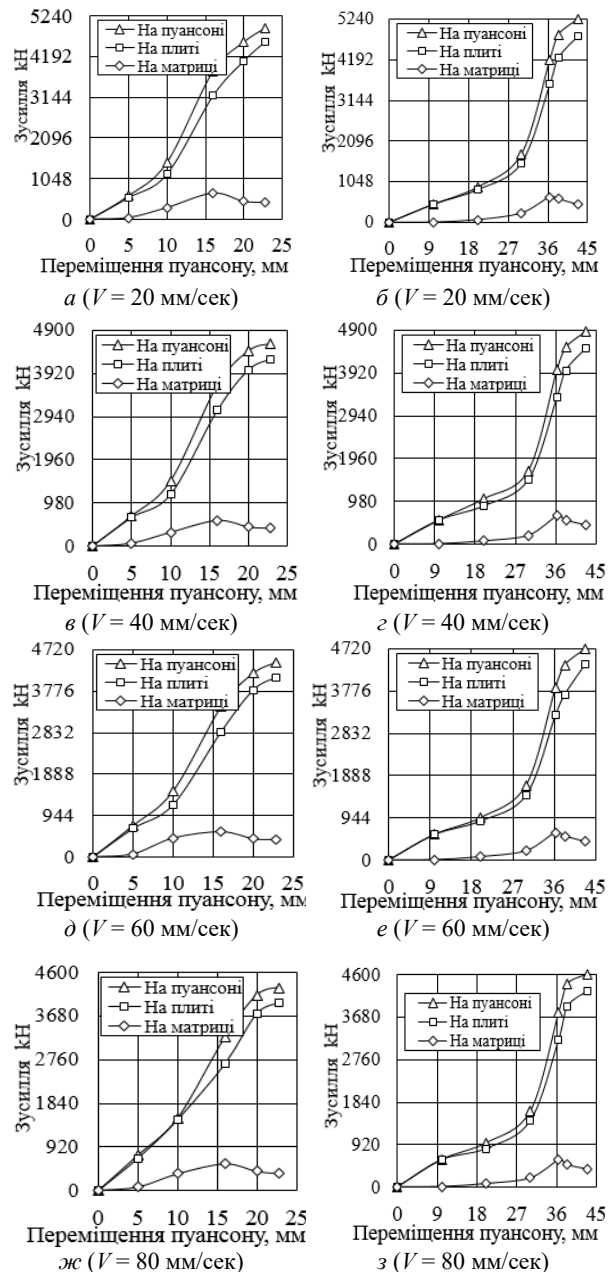 5240
4192
3144
2096
1048
0
Зусилля kH
На пуансоні
На плиті
На матриці
0 5 10 15 20 25
Переміщення пуансону, мм
а (V = 20 мм/сек)
5240
4192
3144
2096
1048
0
Зусилля kH
На пуансоні
На плиті
На матриці
0 9 18 27 36 45
Переміщення пуансону, мм
б (V = 20 мм/сек)
4900
3920
2940
1960
980
0
Зусилля kH
На пуансоні
На плиті
На матриці
0 5 10 15 20 25
Переміщення пуансону, мм
в (V = 40 мм/сек)
4900
3920
2940
1960
980
0
Зусилля kH
На пуансоні
На плиті
На матриці
0 9 18 27 36 45
Переміщення пуансону, мм
г (V = 40 мм/сек)
4720
3776
2832
1888
944
0
Зусилля kH
На пуансоні
На плиті
На матриці
0 5 10 15 20 25
Переміщення пуансону, мм
д (V = 60 мм/сек)
4720
3776
2832
1888
944
0
Зусилля kH
На пуансоні
На плиті
На матриці
0 9 18 27 36 45
Переміщення пуансону, мм
е (V = 60 мм/сек)
4600
3680
2760
1840
920
0
Зусилля kH
На пуансоні
На плиті
На матриці
0 5 10 15 20 25
Переміщення пуансону, мм
ж (V = 80 мм/сек)
4600
3680
2760
1840
920
0
Зусилля kH
На пуансоні
На плиті
На матриці
0 9 18 27 36 45
Переміщення пуансону, мм
з (V = 80 мм/сек)